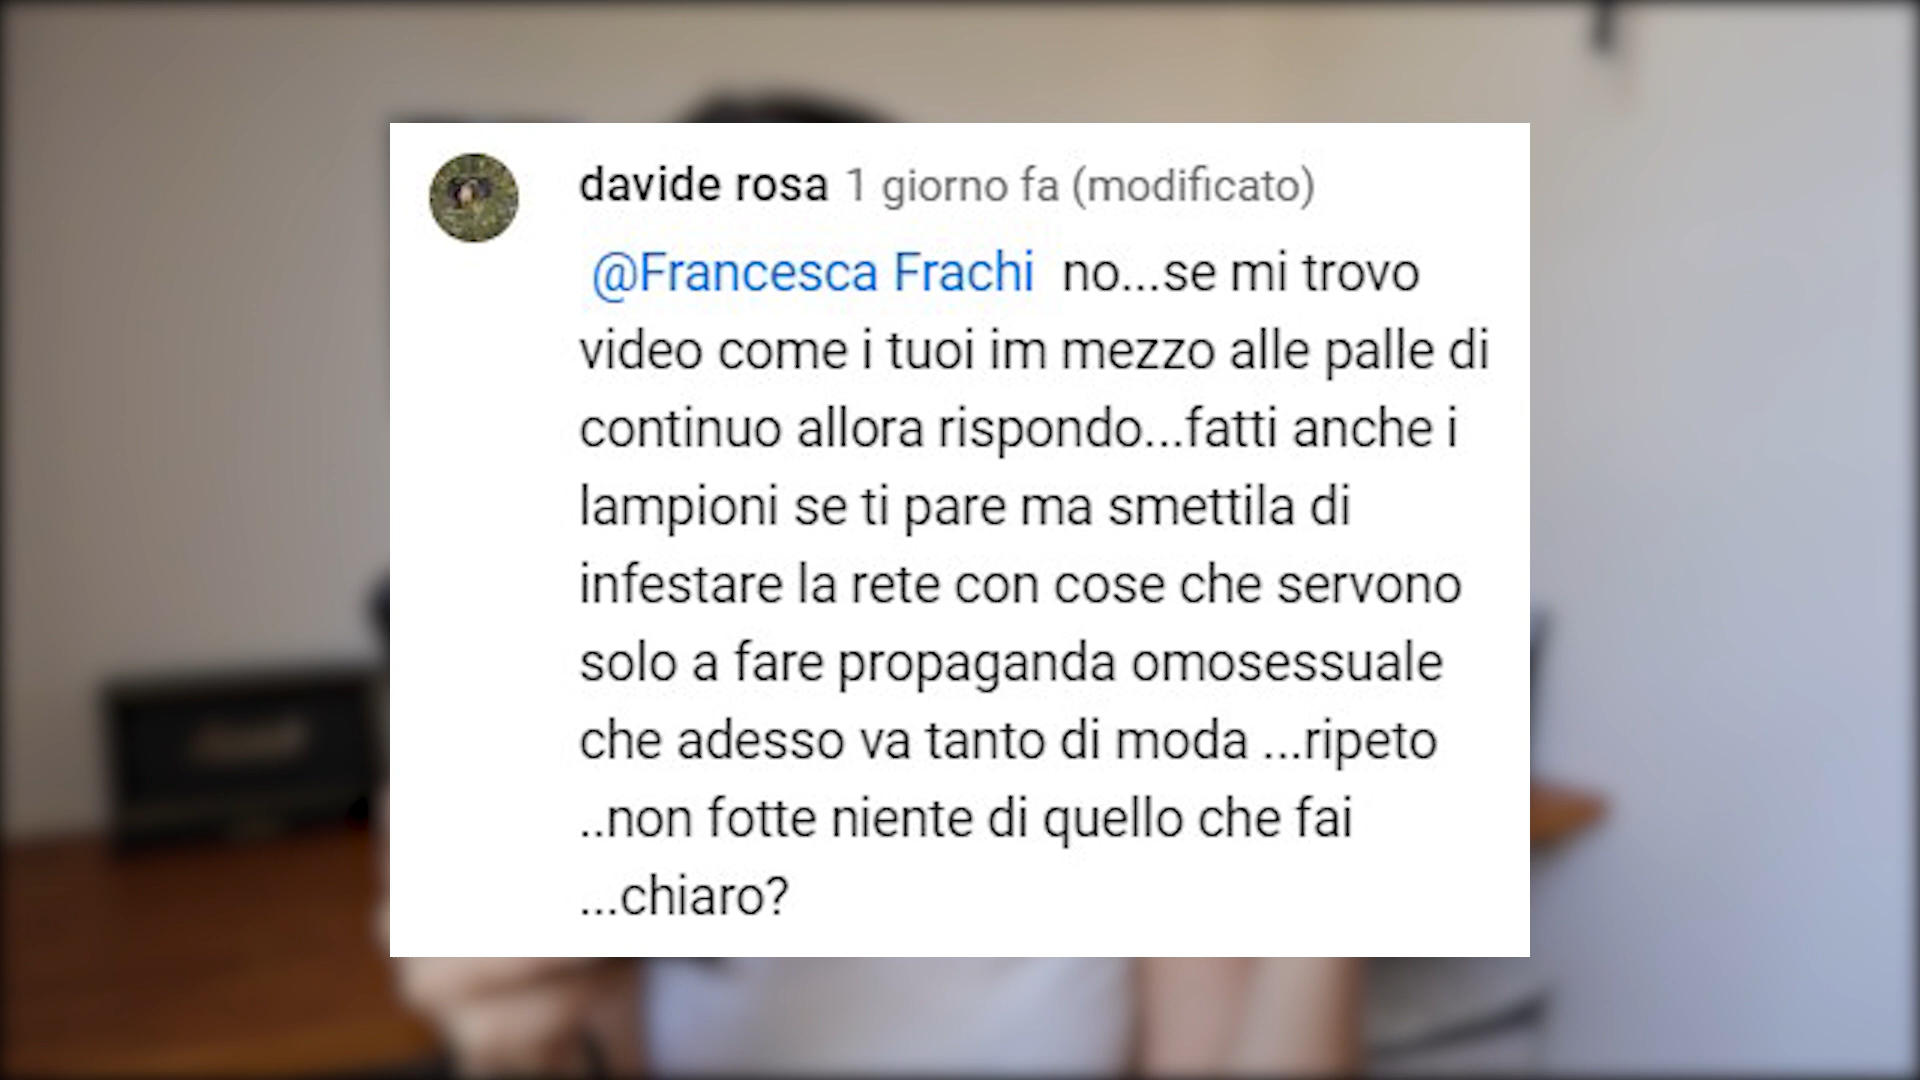 davide rosa 1 giorno fa (modificato)
@Francesca Frachi no...se mi trovo
video come i tuoi im mezzo alle palle di
continuo allora rispondo...fatti anche i
lampioni se ti pare ma smettila di
infestare la rete con cose che servono
solo a fare propaganda omosessuale
che adesso va tanto di moda ...ripeto
..non fotte niente di quello che fai
...chiaro?